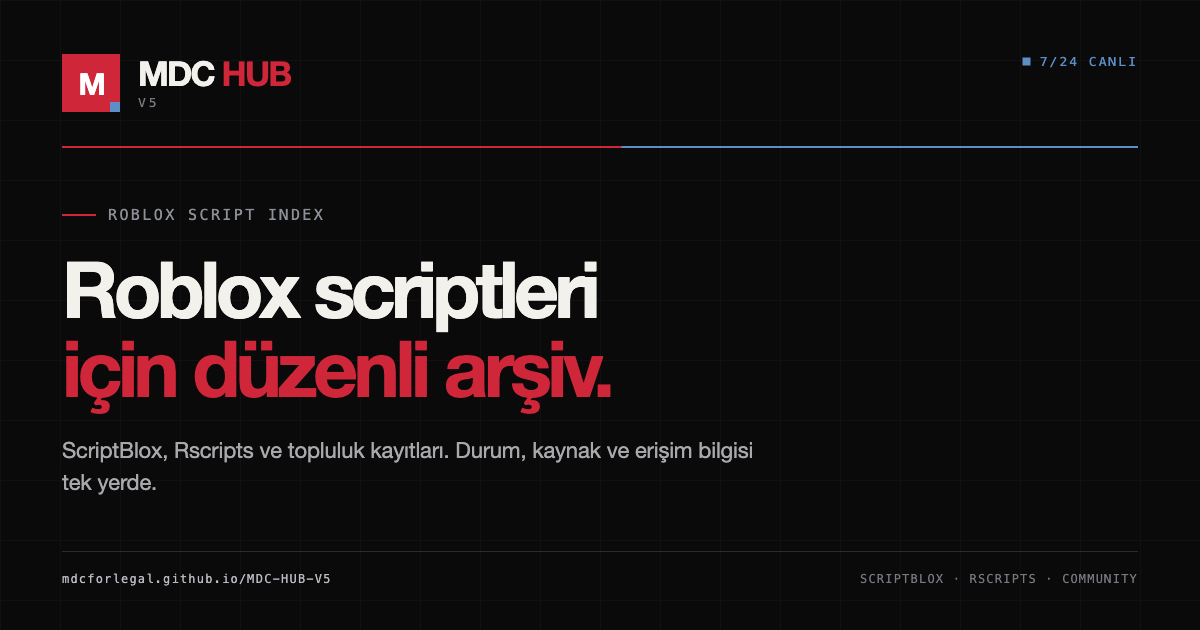 M
MDC HUB
V5
7/24 CANLI
ROBLOX SCRIPT INDEX
Roblox scriptleri
için düzenli arşiv.
ScriptBlox, Rscripts ve topluluk kayıtları. Durum, kaynak ve erişim bilgisi
tek yerde.
mdcforlegal.github.io/MDC-HUB-V5
SCRIPTBLOX · RSCRIPTS · COMMUNITY